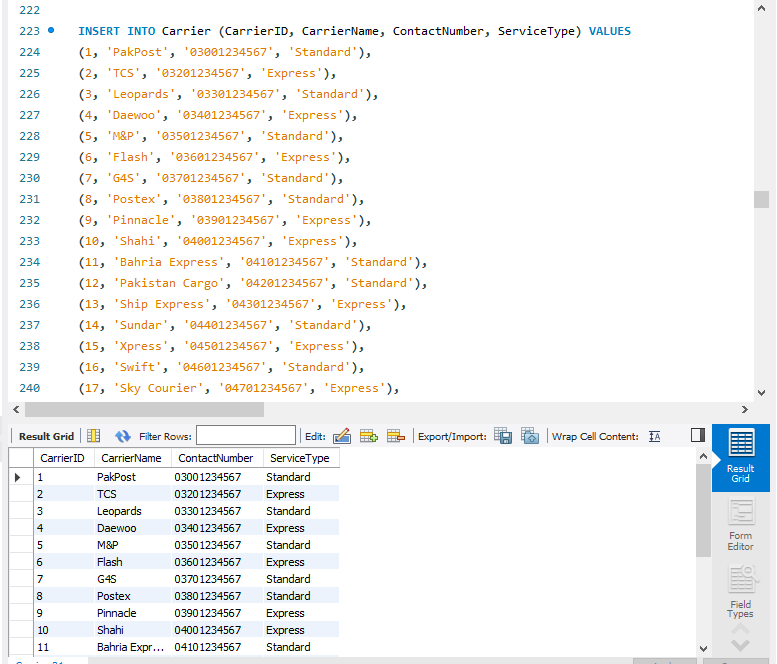 222
223 INSERT INTO Carrier (CarrierID, CarrierName, ContactNumber, ServiceType) VALUES
224 (1, 'PakPost', '03001234567', 'Standard'),
225 (2, 'TCS', '03201234567', 'Express'),
226 (3, 'Leopards', '03301234567', 'Standard'),
227 (4, 'Daewoo', '03401234567', 'Express'),
228 (5, 'M&P', '03501234567', 'Standard'),
229 (6, 'Flash', '03601234567', 'Express'),
230 (7, 'G4S', '03701234567', 'Standard'),
231 (8, 'Postex', '03801234567', 'Standard'),
232 (9, 'Pinnacle', '03901234567', 'Express'),
233 (10, 'Shahi', '04001234567', 'Express'),
234 (11, 'Bahria Express', '04101234567', 'Standard'),
235 (12, 'Pakistan Cargo', '04201234567', 'Standard'),
236 (13, 'Ship Express', '04301234567', 'Express'),
237 (14, 'Sundar', '04401234567', 'Standard'),
238 (15, 'Xpress', '04501234567', 'Express'),
239 (16, 'Swift', '04601234567', 'Standard'),
240 (17, 'Sky Courier', '04701234567', 'Express'),
Result Grid Filter Rows: Edit: Export/Import: Wrap Cell Content:
CarrierID CarrierName ContactNumber ServiceType
1 PakPost 03001234567 Standard
2 TCS 03201234567 Express
3 Leopards 03301234567 Standard
4 Daewoo 03401234567 Express
5 M&P 03501234567 Standard
6 Flash 03601234567 Express
7 G4S 03701234567 Standard
8 Postex 03801234567 Standard
9 Pinnacle 03901234567 Express
10 Shahi 04001234567 Express
11 Bahria Expr... 04101234567 Standard
Result
Grid
Form
Editor
Field
Types